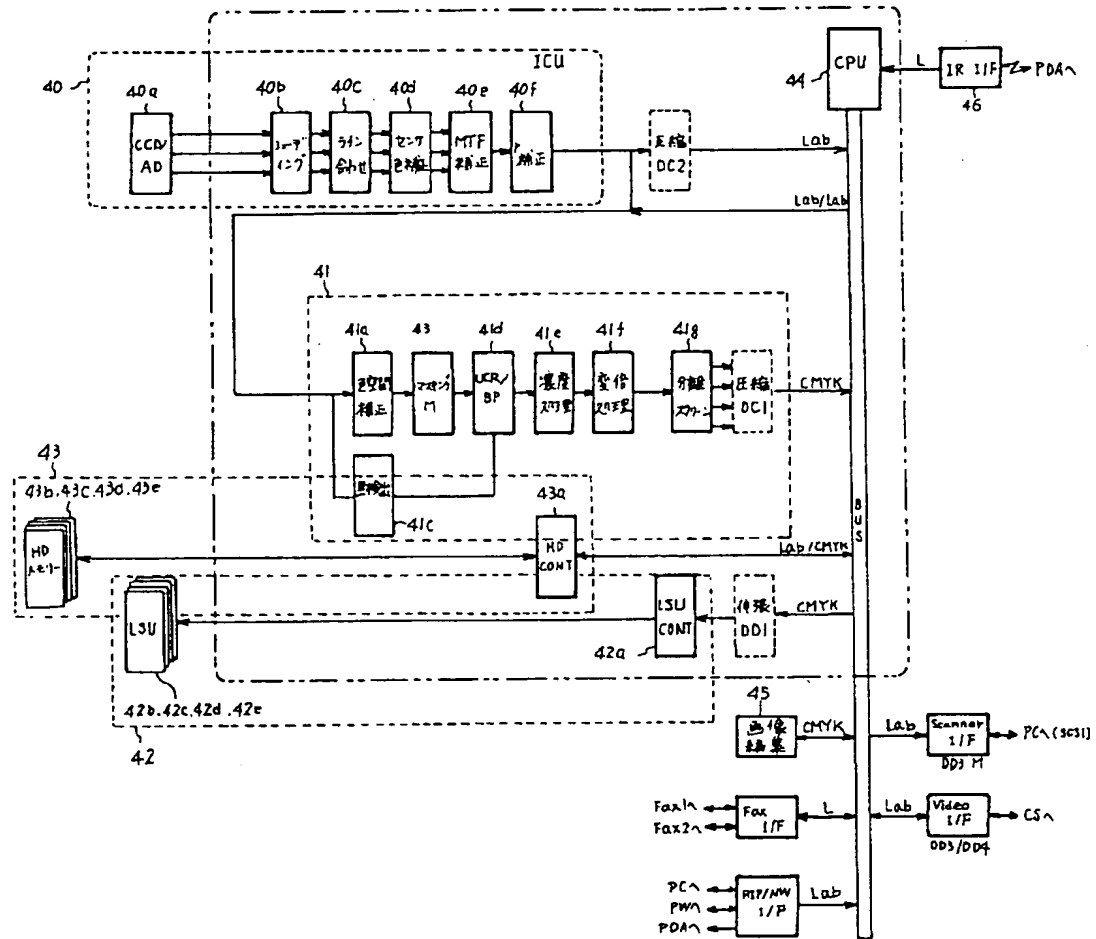 ICU
40
40a
40b
40c
40d
40e
40f
CCD/
AD
シェーデ
ィング
ライン
合わせ
センサ
色補正
MTF
補正
γ補正
圧縮
DC2
Lab
Lab/Lab
44
CPU
L
IR I/F
46
PDAへ
41
41a
43
41d
41e
41f
41g
色空間
補正
マスキング
M
UCR/
BP
濃度
処理
変倍
処理
分離
スクリーン
圧縮
DC1
CMYK
黒検出
41c
43
43b,43c,43d,43e
HD
メモリー
43a
HD
CONT
Lab/CMYK
BUS
LSU
42b,42c,42d,42e
42
LSU
CONT
42a
伸張
DD1
CMYK
45
画像
編集
CMYK
Lab
Scanner
I/F
DD3 M
PCへ(SCSI)
Fax1へ
Fax2へ
Fax
I/F
L
Lab
Video
I/F
DD3/DD4
CSへ
PCへ
PWへ
PDAへ
RIP/NW
I/F
Lab